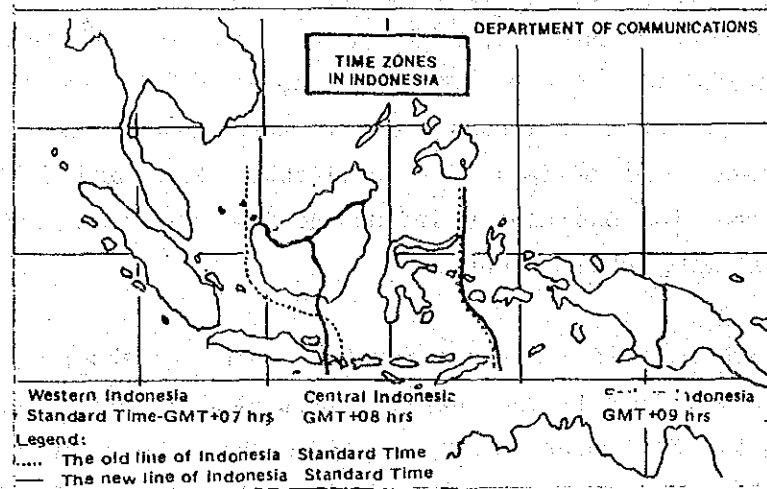 DEPARTMENT OF COMMUNICATIONS
TIME ZONES
IN INDONESIA
Western Indonesia
Standard Time-GMT+07 hrs
Central Indonesia
GMT+08 hrs
Indonesia
GMT+09 hrs
Legend:
..... The old line of Indonesia Standard Time
—— The new line of Indonesia Standard Time